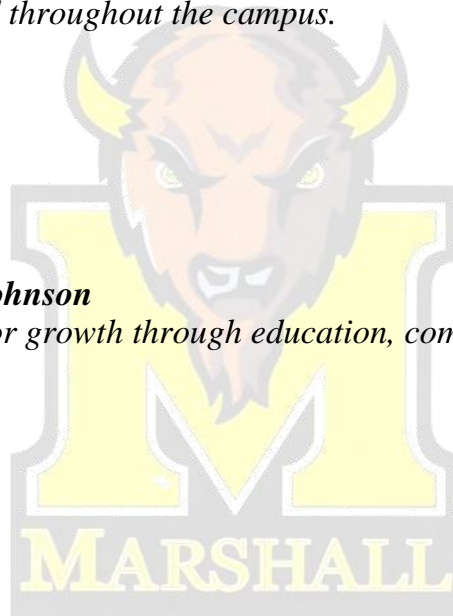 throughout the campus.
ohnson
or growth through education, com
M
MARSHALL